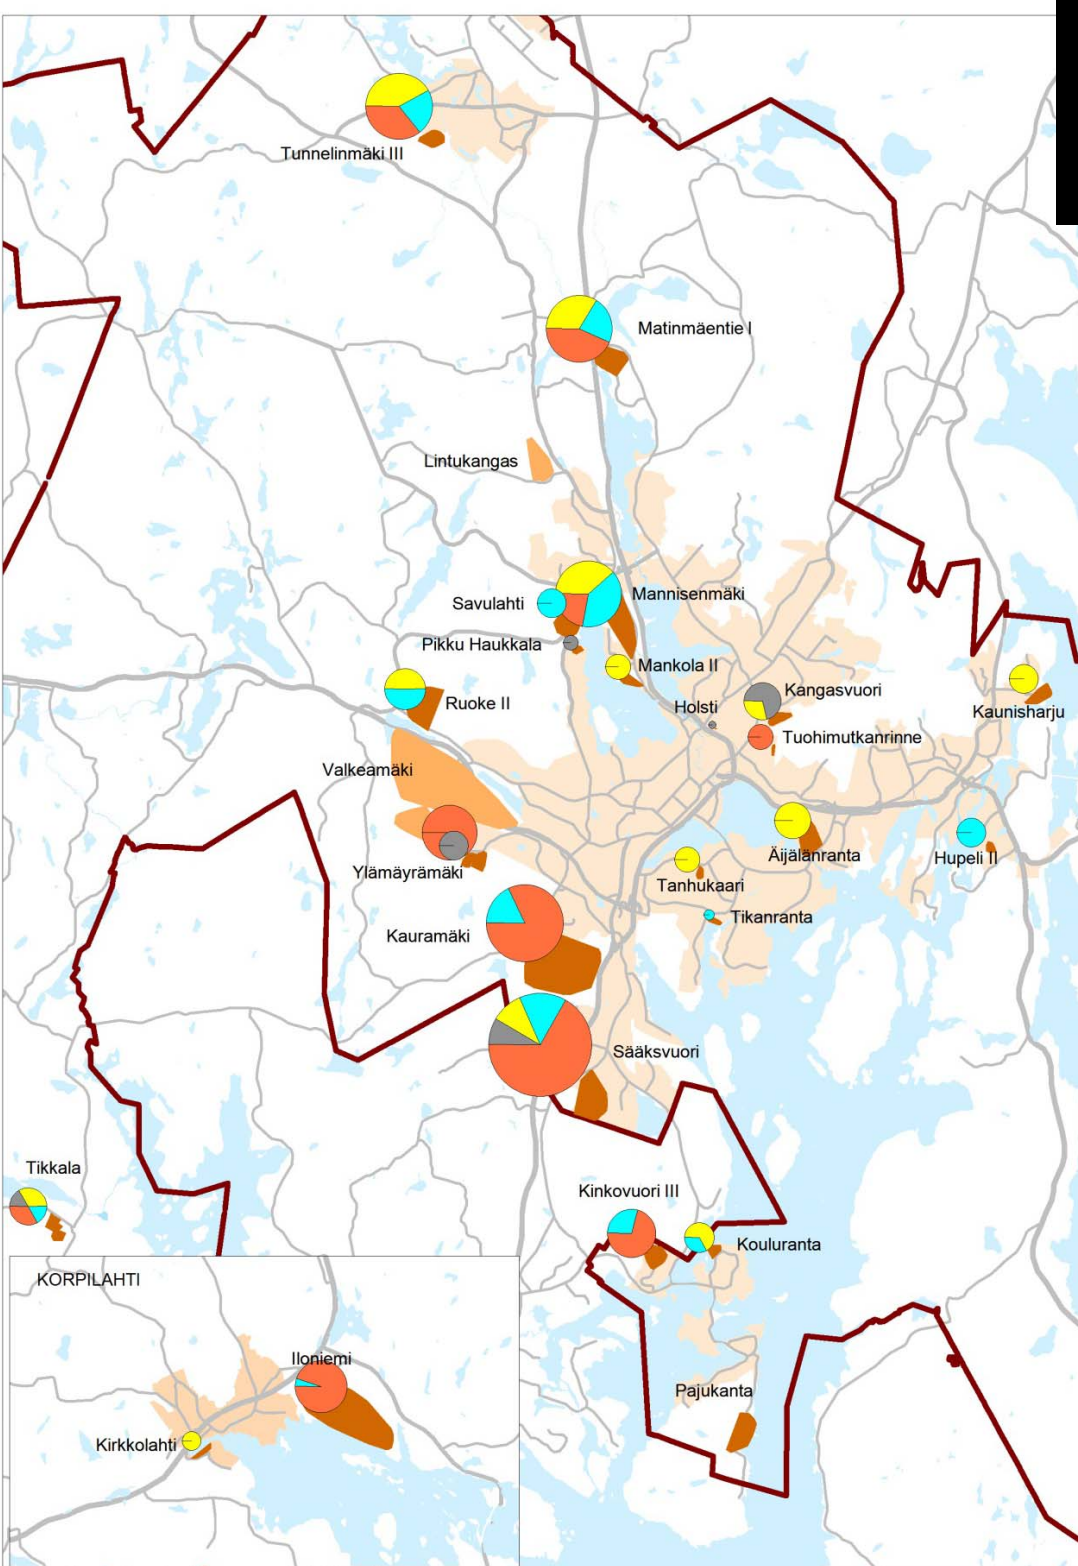 Tunnelinmäki III
Matinmäentie I
Lintukangas
Savulahti
Mannisenmäki
Pikku Haukkala
Mankola II
Ruoke II
Holsti
Kangasvuori
Kaunisharju
Tuohimutkanrinne
Valkeamäki
Ylämäyrämäki
Äijälänranta
Hupeli II
Tanhukaari
Tikanranta
Kauramäki
Sääksvuori
Tikkala
Kinkovuori III
Kouluranta
KORPILAHTI
Iloniemi
Pajukanta
Kirkkolahti